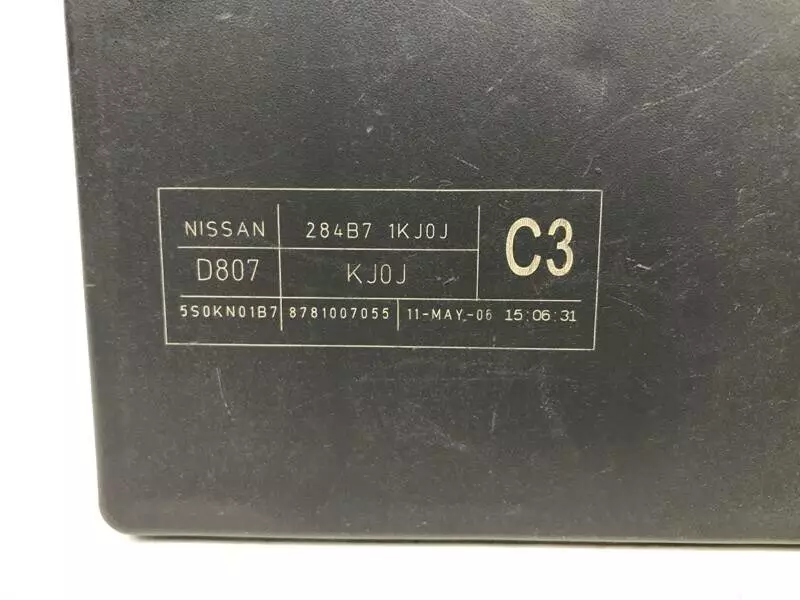 NISSAN 284B7 1KJ0J C3
D807 KJ0J
5S0KN01B7 8781007055 11-MAY-06 15:06:31